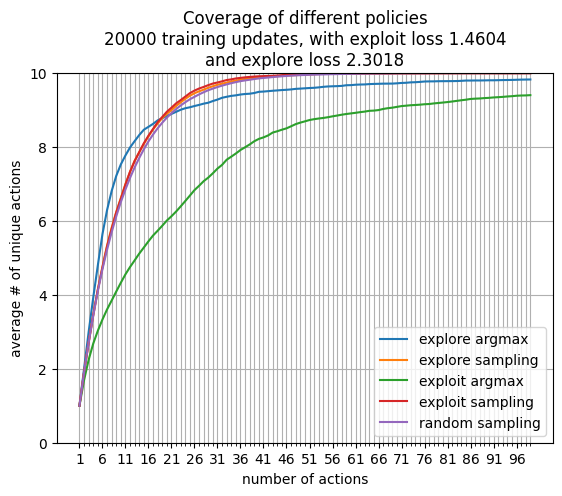 Coverage of different policies
20000 training updates, with exploit loss 1.4604
and explore loss 2.3018
10
8
6
4
2
0
average # of unique actions
explore argmax
explore sampling
exploit argmax
exploit sampling
random sampling
1 6 11 16 21 26 31 36 41 46 51 56 61 66 71 76 81 86 91 96
number of actions